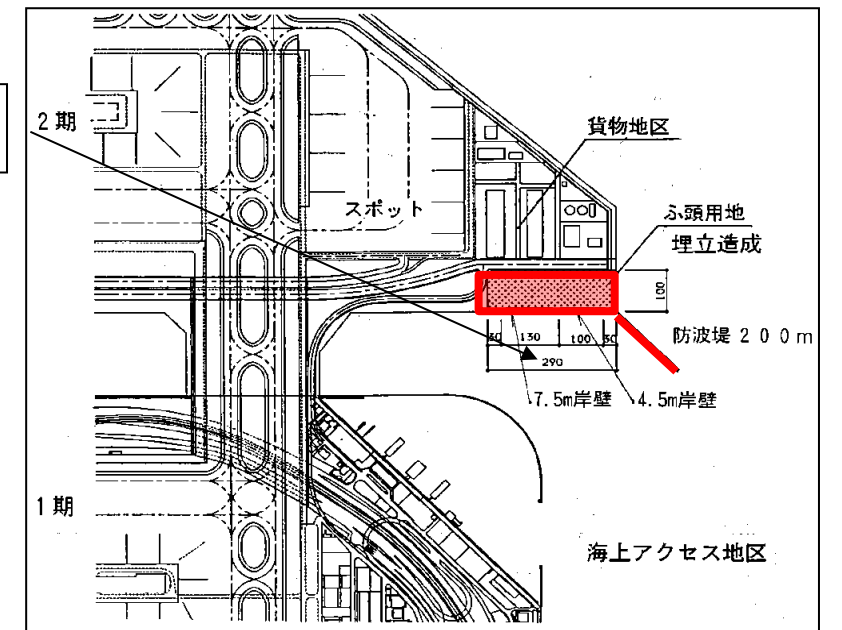 2期
貨物地区
スポット
ふ頭用地
埋立造成
100
防波堤 200m
30 130 100 30
290
7.5m岸壁 4.5m岸壁
1期
海上アクセス地区